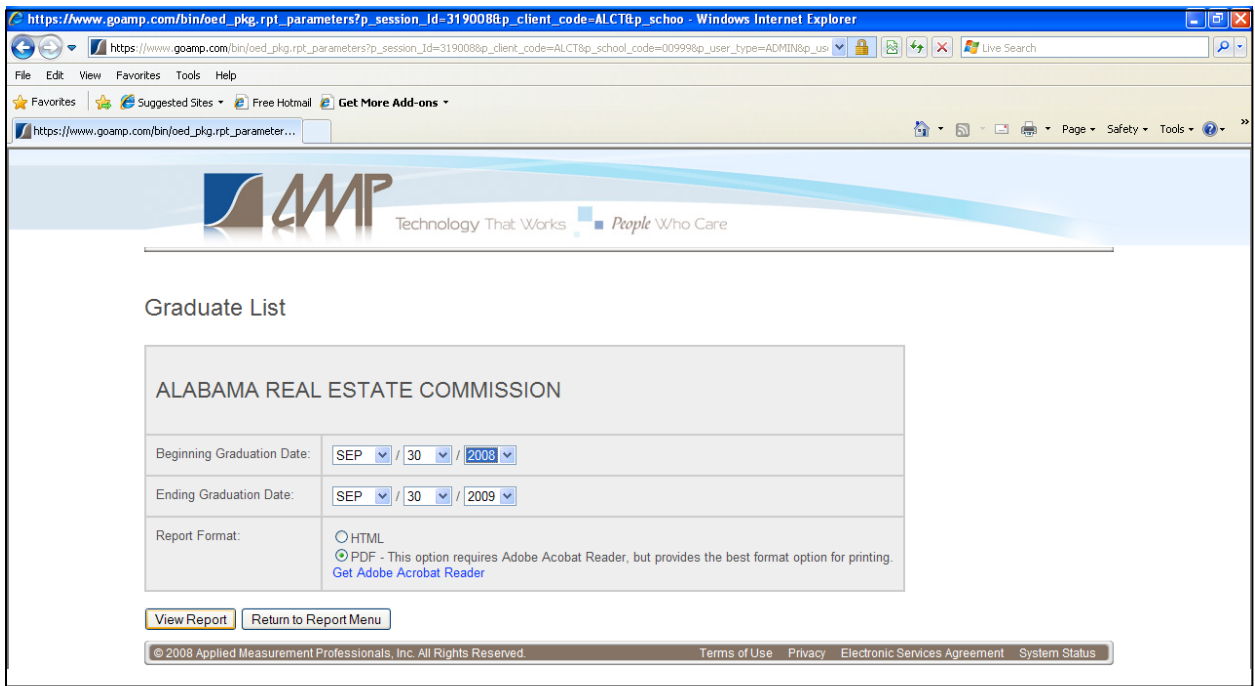 https://www.goamp.com/bin/oed_pkg.rpt_parameters?p_session_Id=319008&p_client_code=ALCT&p_schoo - Windows Internet Explorer
https://www.goamp.com/bin/oed_pkg.rpt_parameters?p_session_Id=319008&p_client_code=ALCT&p_school_code=00999&p_user_type=ADMIN&p_us Live Search
File Edit View Favorites Tools Help
Favorites Suggested Sites Free Hotmail Get More Add-ons
https://www.goamp.com/bin/oed_pkg.rpt_parameter... Page Safety Tools »
AMP
Technology That Works People Who Care
Graduate List
ALABAMA REAL ESTATE COMMISSION
Beginning Graduation Date: SEP / 30 / 2008
Ending Graduation Date: SEP / 30 / 2009
Report Format: HTML
PDF - This option requires Adobe Acobat Reader, but provides the best format option for printing.
Get Adobe Acrobat Reader
View Report Return to Report Menu
© 2008 Applied Measurement Professionals, Inc. All Rights Reserved. Terms of Use Privacy Electronic Services Agreement System Status